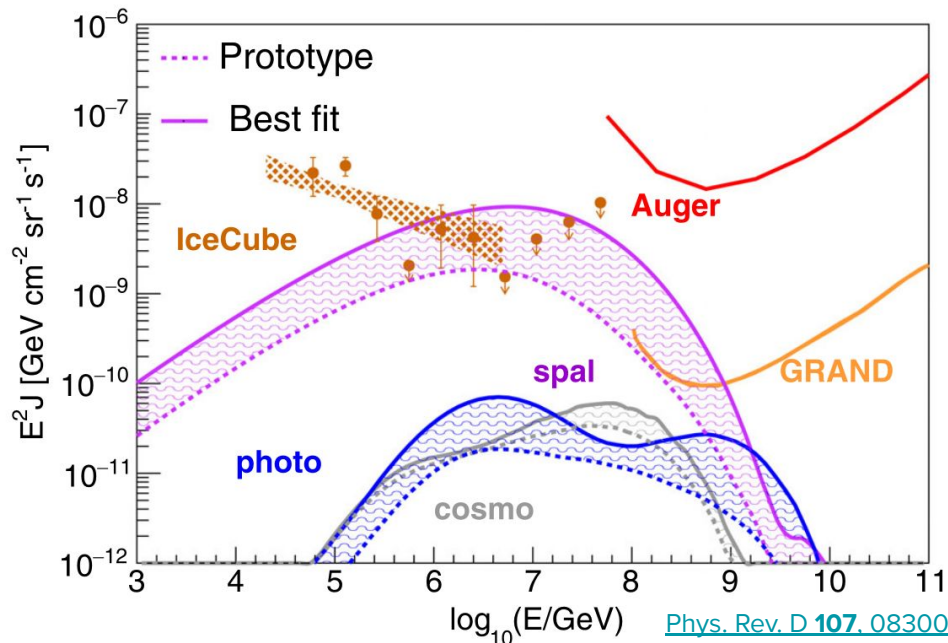 Prototype
Best fit
Auger
IceCube
spal
GRAND
photo
cosmo
10⁻⁶
10⁻⁷
10⁻⁸
10⁻⁹
10⁻¹⁰
10⁻¹¹
10⁻¹²
E²J [GeV cm⁻² sr⁻¹ s⁻¹]
3 4 5 6 7 8 9 10 11
log₁₀(E/GeV)
Phys. Rev. D 107, 08300